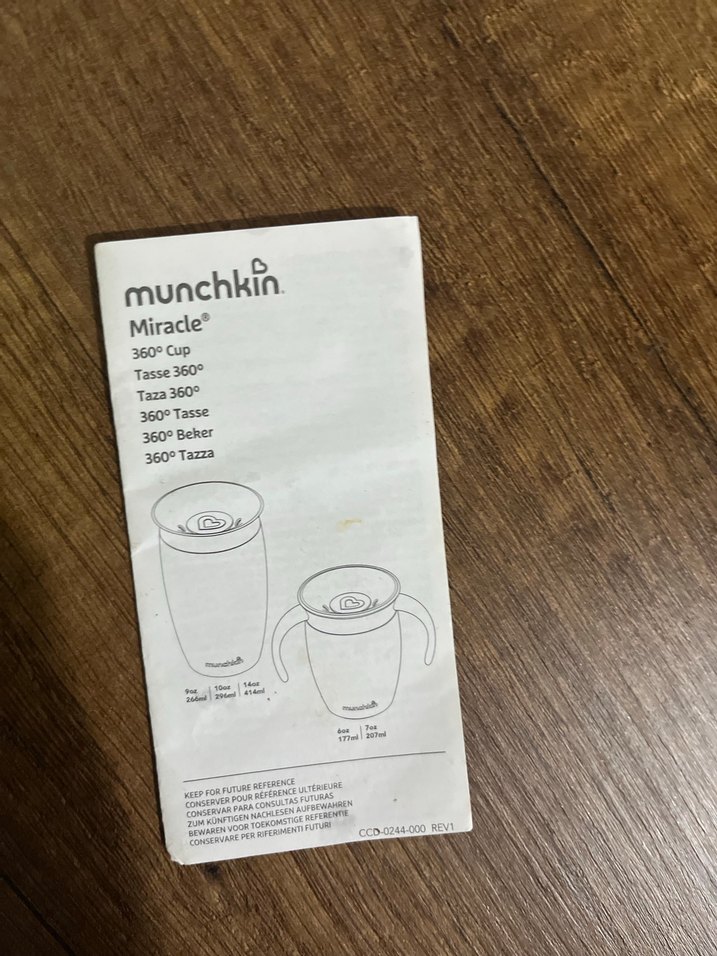 munchkin.
Miracle®
360° Cup
Tasse 360°
Taza 360°
360° Tasse
360° Beker
360° Tazza
munchkin
9oz | 10oz | 14oz
266ml | 296ml | 414ml
munchkin
6oz | 7oz
177ml | 207ml
KEEP FOR FUTURE REFERENCE
CONSERVER POUR RÉFÉRENCE ULTÉRIEURE
CONSERVAR PARA CONSULTAS FUTURAS
ZUM KÜNFTIGEN NACHLESEN AUFBEWAHREN
BEWAREN VOOR TOEKOMSTIGE REFERENTIE
CONSERVARE PER RIFERIMENTI FUTURI
CCD-0244-000 REV1